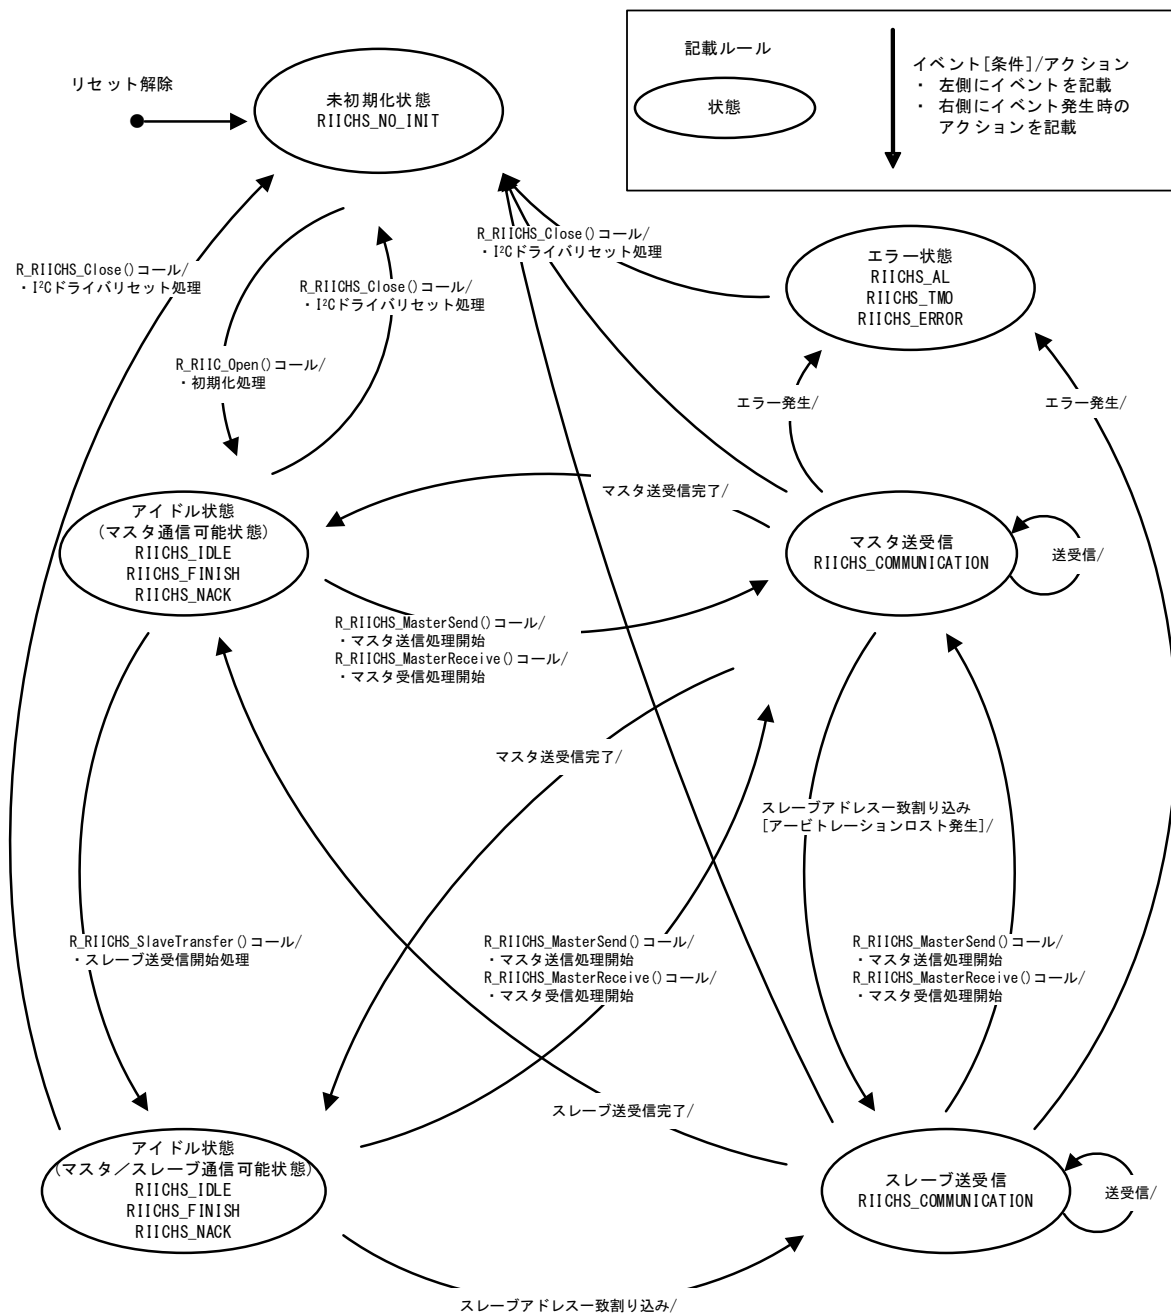 記載ルール
状態
イベント[条件]/アクション
・ 左側にイベントを記載
・ 右側にイベント発生時の
アクションを記載
リセット解除
未初期化状態
RIICHS_NO_INIT
R_RIICHS_Close()コール/
・I²Cドライバリセット処理
R_RIICHS_Close()コール/
・I²Cドライバリセット処理
R_RIICHS_Close()コール/
・I²Cドライバリセット処理
エラー状態
RIICHS_AL
RIICHS_TMO
RIICHS_ERROR
R_RIIC_Open()コール/
・初期化処理
エラー発生/
エラー発生/
アイドル状態
(マスタ通信可能状態)
RIICHS_IDLE
RIICHS_FINISH
RIICHS_NACK
マスタ送受信完了/
マスタ送受信
RIICHS_COMMUNICATION
送受信/
R_RIICHS_MasterSend()コール/
・マスタ送信処理開始
R_RIICHS_MasterReceive()コール/
・マスタ受信処理開始
マスタ送受信完了/
スレーブアドレス一致割り込み
[アービトレーションロスト発生]/
R_RIICHS_SlaveTransfer()コール/
・スレーブ送受信開始処理
R_RIICHS_MasterSend()コール/
・マスタ送信処理開始
R_RIICHS_MasterReceive()コール/
・マスタ受信処理開始
R_RIICHS_MasterSend()コール/
・マスタ送信処理開始
R_RIICHS_MasterReceive()コール/
・マスタ受信処理開始
スレーブ送受信完了/
アイドル状態
(マスタ／スレーブ通信可能状態)
RIICHS_IDLE
RIICHS_FINISH
RIICHS_NACK
スレーブ送受信
RIICHS_COMMUNICATION
送受信/
スレーブアドレス一致割り込み/